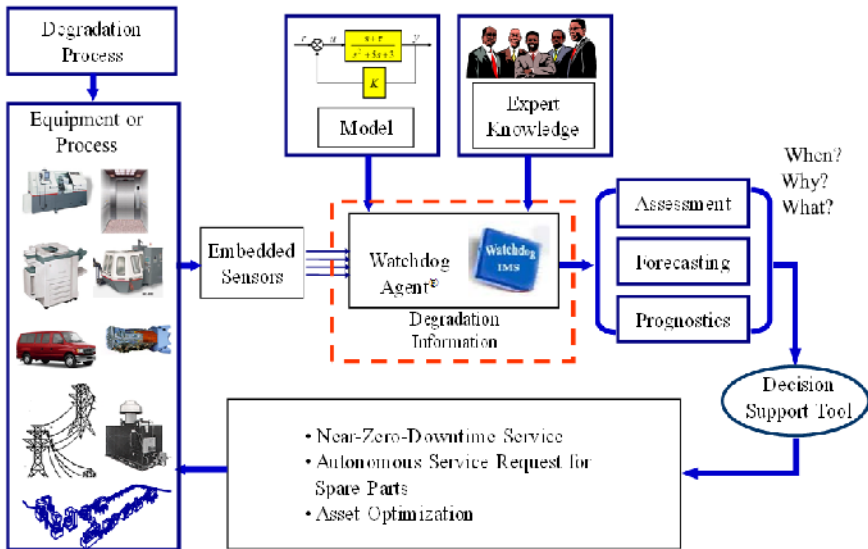 Degradation
Process
Equipment or
Process
r
u
y
K
Model
Expert
Knowledge
When?
Why?
What?
Embedded
Sensors
Watchdog
Agent®
Watchdog
IMS
Degradation
Information
Assessment
Forecasting
Prognostics
Decision
Support Tool
• Near-Zero-Downtime Service
• Autonomous Service Request for
Spare Parts
• Asset Optimization